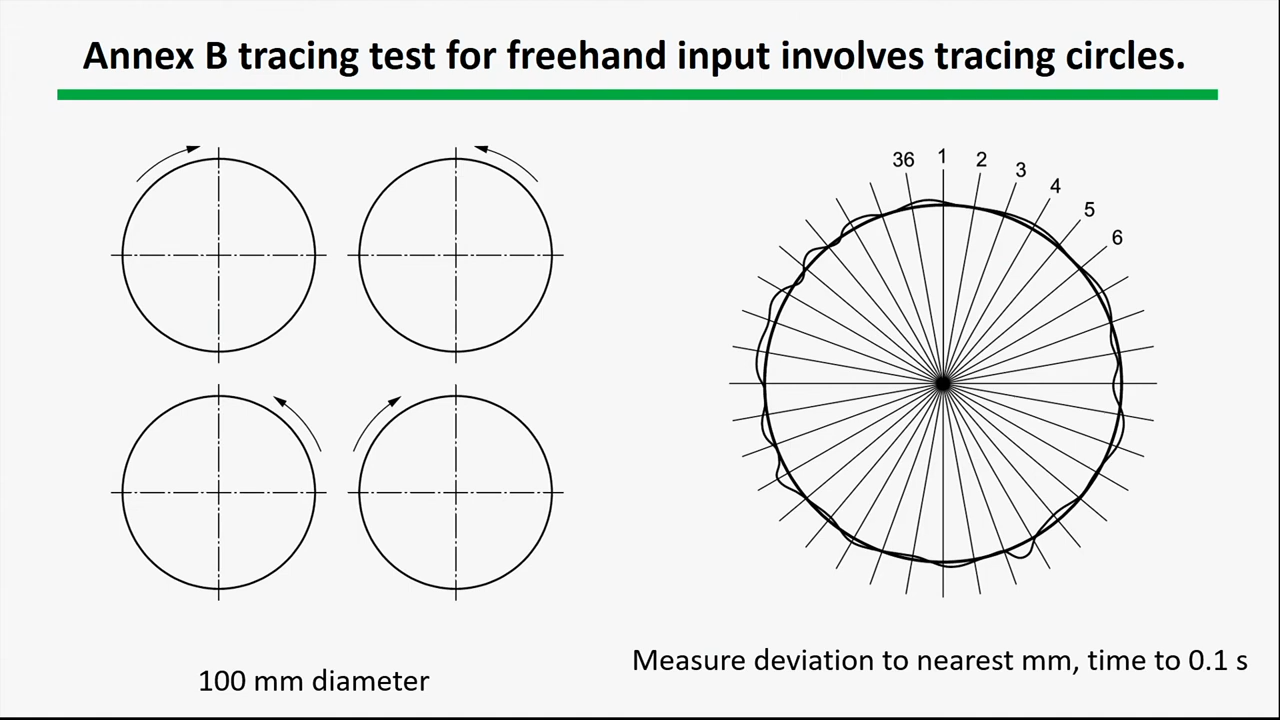 Annex B tracing test for freehand input involves tracing circles.
36 1 2 3 4 5 6
100 mm diameter
Measure deviation to nearest mm, time to 0.1 s